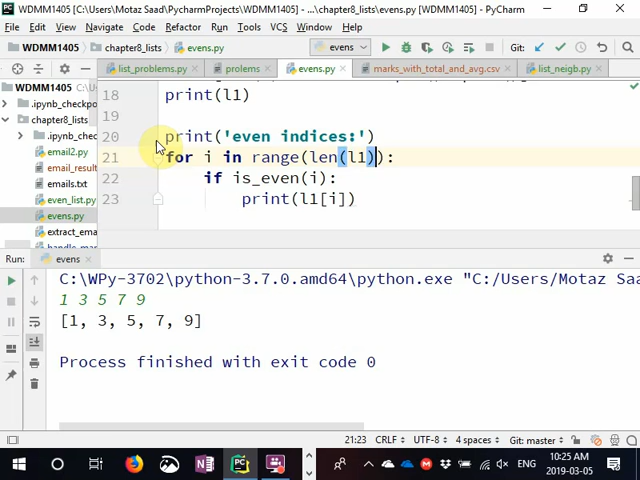 WDMM1405 [C:\Users\Motaz Saad\PycharmProjects\WDMM1405] - ...\chapter8_lists\evens.py - PyCharm
File Edit View Navigate Code Refactor Run Tools VCS Window Help
WDMM1405 chapter8_lists evens.py evens Git:
list_problems.py prolems evens.py marks_with_total_and_avg.csv list_neigb.py
WDMM1405
.ipynb_checkp
chapter8_lists
.ipynb_check
email2.py
email_result
emails.txt
even_list.py
evens.py
extract_ema
18 print(l1)
19
20 print('even indices:')
21 for i in range(len(l1)):
22 if is_even(i):
23 print(l1[i])
Run: evens
C:\WPy-3702\python-3.7.0.amd64\python.exe "C:/Users/Motaz Saa
1 3 5 7 9
[1, 3, 5, 7, 9]
Process finished with exit code 0
21:23 CRLF UTF-8 4 spaces Git: master
ENG 10:25 AM
2019-03-05